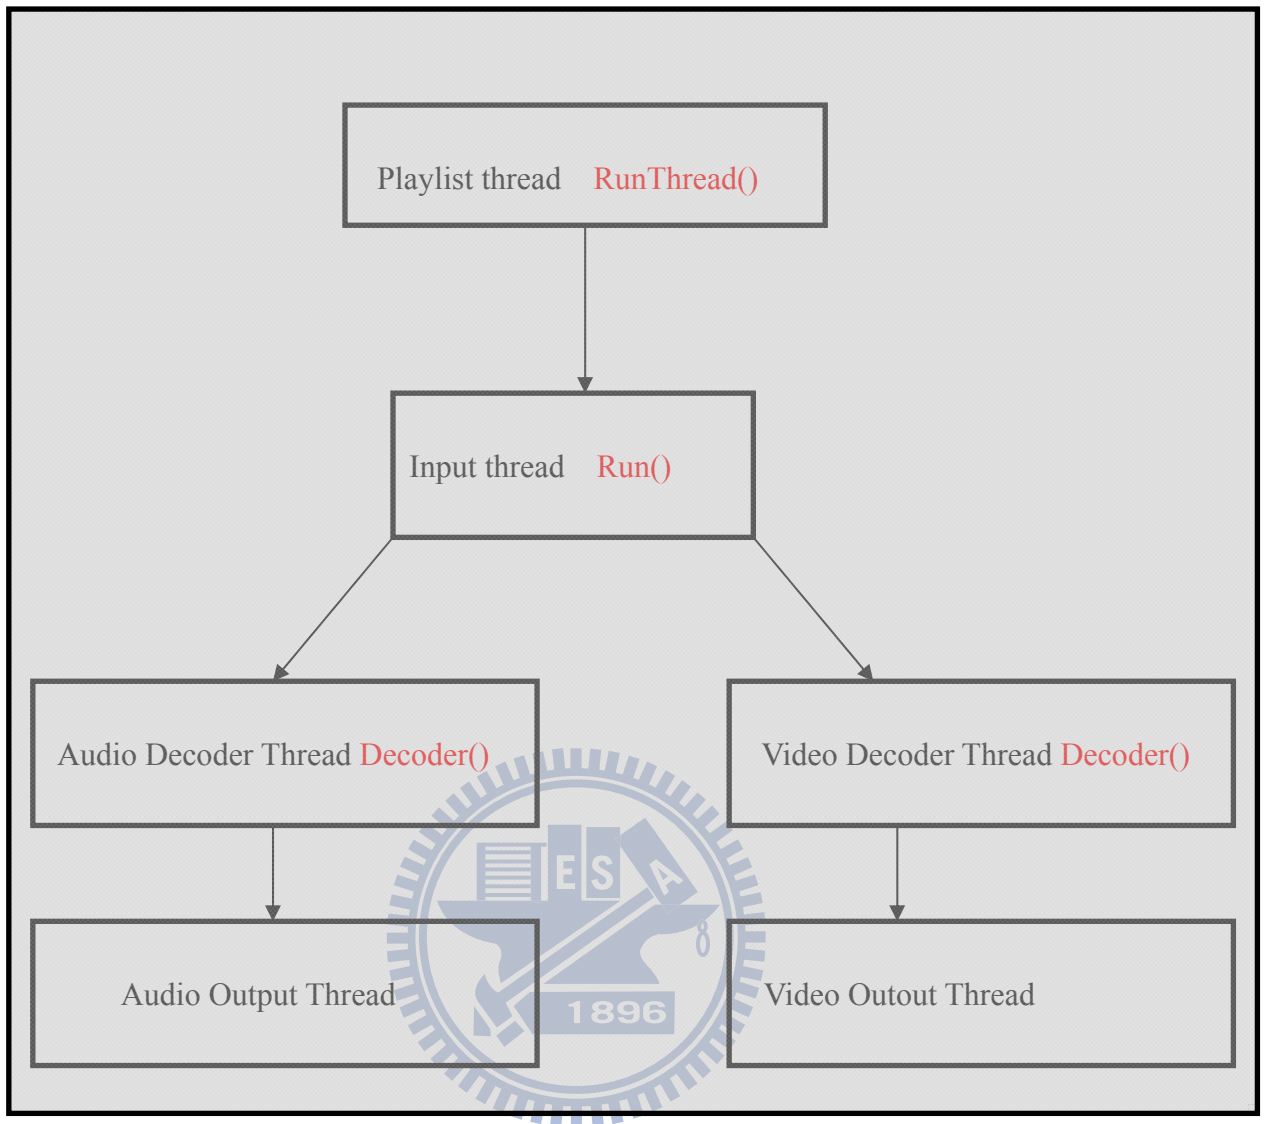 Playlist thread RunThread()
Input thread Run()
Audio Decoder Thread Decoder()
Video Decoder Thread Decoder()
E S A
Audio Output Thread
Video Outout Thread
1896